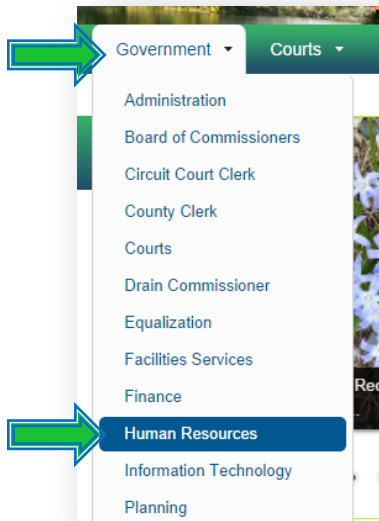 Government Courts
Administration
Board of Commissioners
Circuit Court Clerk
County Clerk
Courts
Drain Commissioner
Equalization
Facilities Services
Rec
Finance
Human Resources
Information Technology
Planning